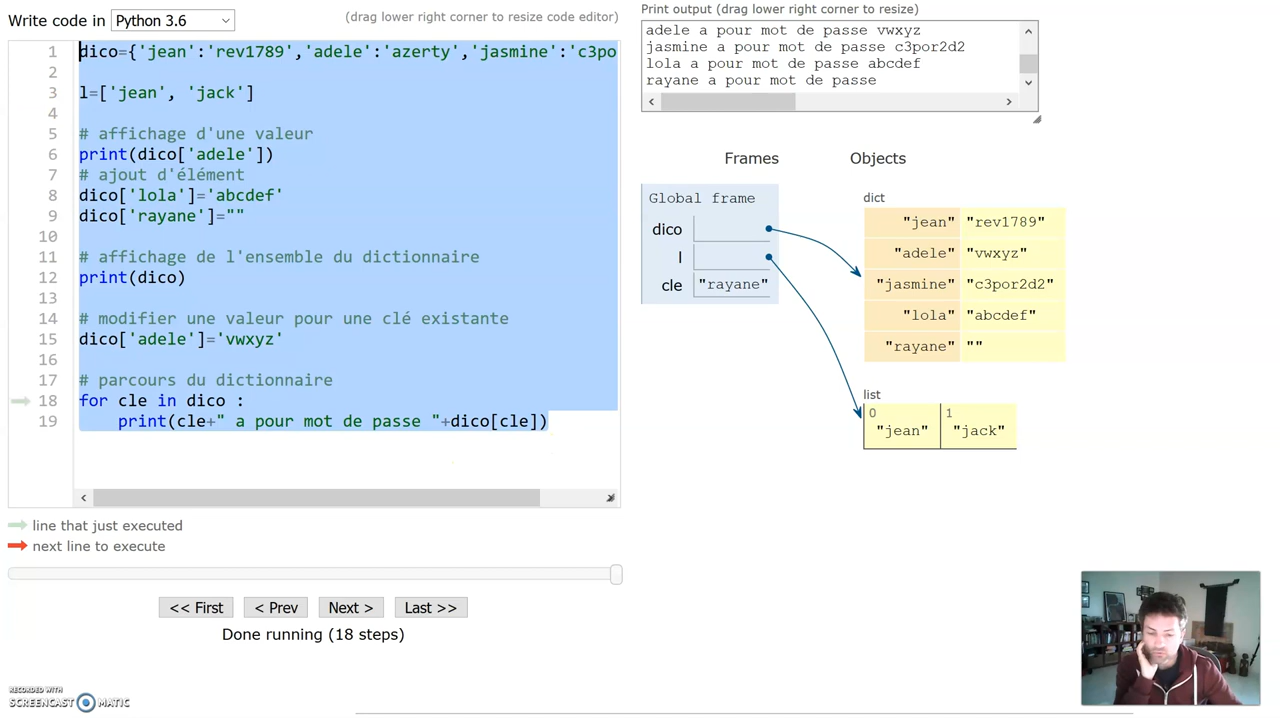 Write code in Python 3.6
(drag lower right corner to resize code editor)
1 dico={'jean':'rev1789','adele':'azerty','jasmine':'c3po
2
3 l=['jean', 'jack']
4
5 # affichage d'une valeur
6 print(dico['adele'])
7 # ajout d'élément
8 dico['lola']='abcdef'
9 dico['rayane']=""
10
11 # affichage de l'ensemble du dictionnaire
12 print(dico)
13
14 # modifier une valeur pour une clé existante
15 dico['adele']='vwxyz'
16
17 # parcours du dictionnaire
18 for cle in dico :
19 print(cle+" a pour mot de passe "+dico[cle])
line that just executed
next line to execute
<< First
< Prev
Next >
Last >>
Done running (18 steps)
Print output (drag lower right corner to resize)
adele a pour mot de passe vwxyz
jasmine a pour mot de passe c3por2d2
lola a pour mot de passe abcdef
rayane a pour mot de passe
Frames
Objects
Global frame
dico
l
cle "rayane"
dict
"jean" "rev1789"
"adele" "vwxyz"
"jasmine" "c3por2d2"
"lola" "abcdef"
"rayane" ""
list
0 1
"jean" "jack"
RECORDED WITH
SCREENCAST MATIC